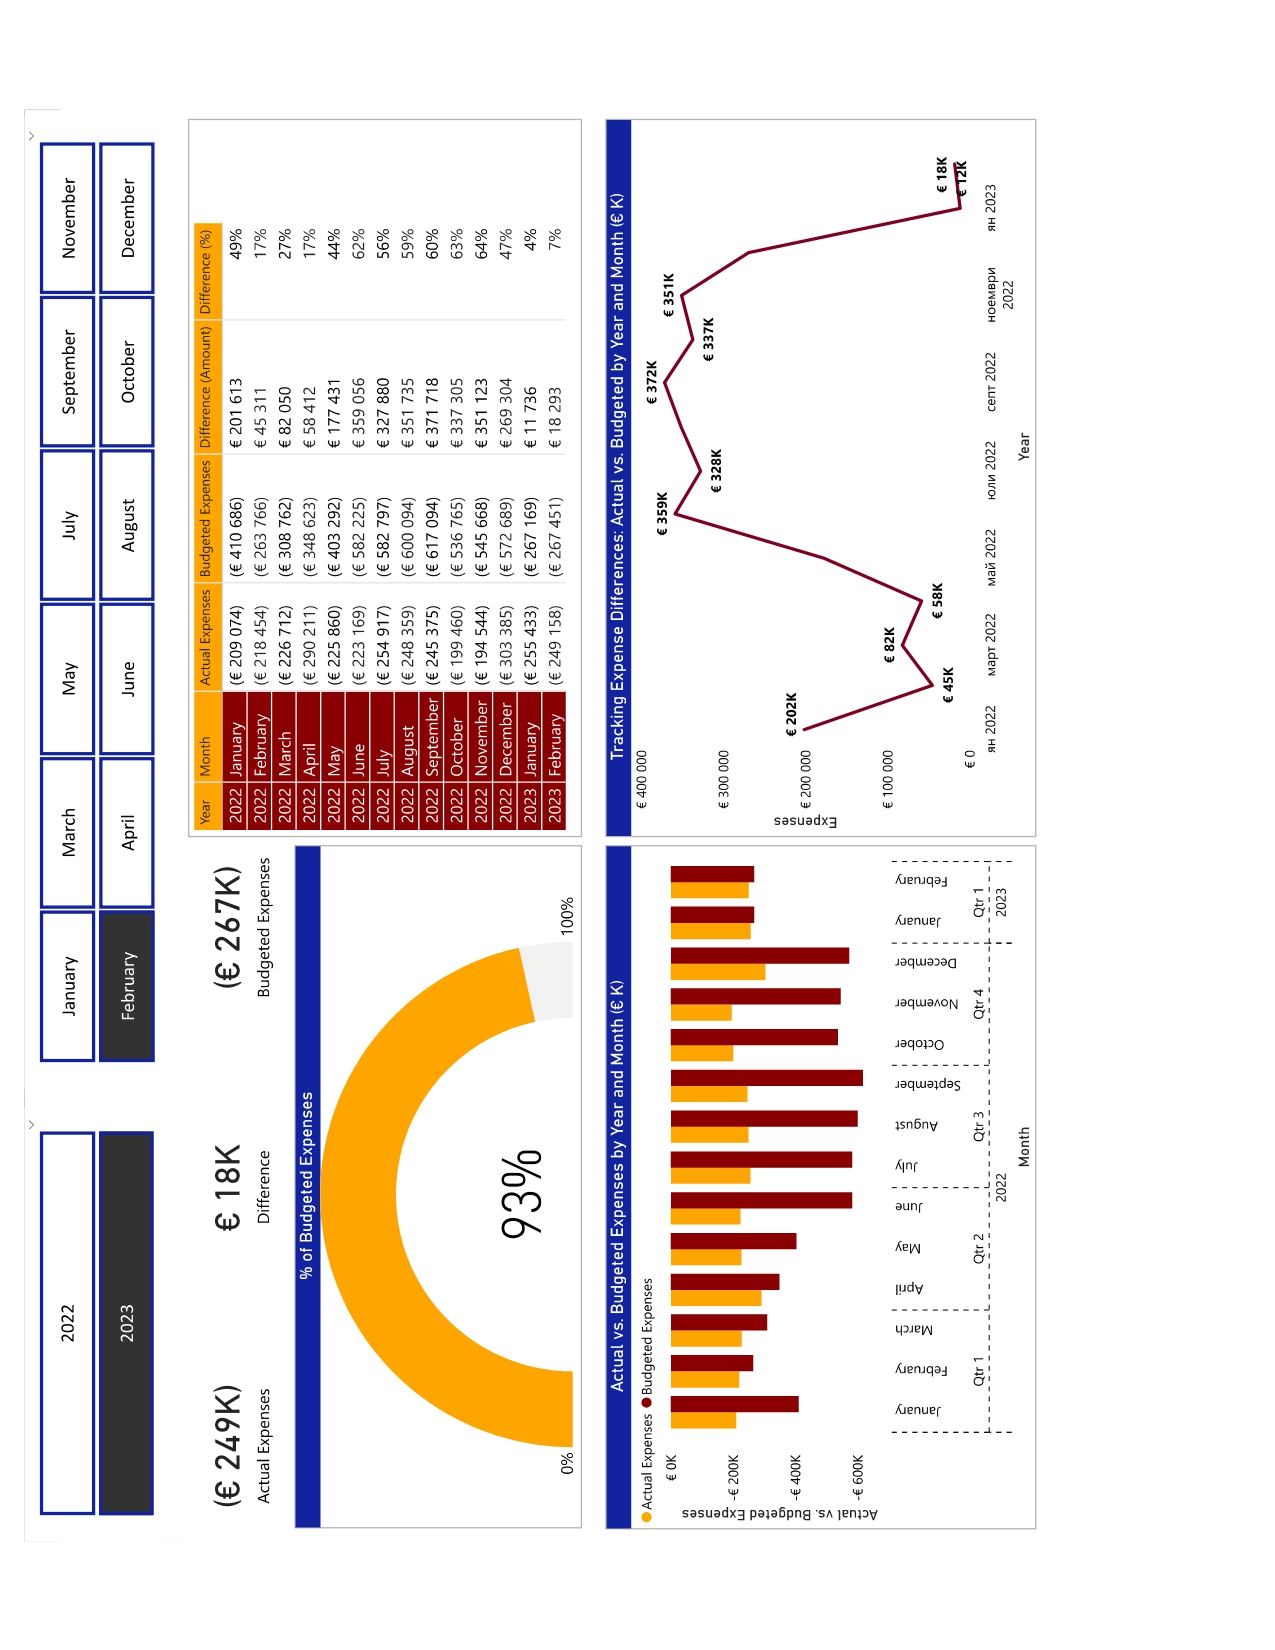 2022
2023
January March May July September November
February April June August October December
(€ 249K) € 18K (€ 267K)
Actual Expenses Difference Budgeted Expenses
% of Budgeted Expenses
93%
0% 100%
Year Month Actual Expenses Budgeted Expenses Difference (Amount) Difference (%)
2022 January (€ 209 074) (€ 410 686) € 201 613 49%
2022 February (€ 218 454) (€ 263 766) € 45 311 17%
2022 March (€ 226 712) (€ 308 762) € 82 050 27%
2022 April (€ 290 211) (€ 348 623) € 58 412 17%
2022 May (€ 225 860) (€ 403 292) € 177 431 44%
2022 June (€ 223 169) (€ 582 225) € 359 056 62%
2022 July (€ 254 917) (€ 582 797) € 327 880 56%
2022 August (€ 248 359) (€ 600 094) € 351 735 59%
2022 September (€ 245 375) (€ 617 094) € 371 718 60%
2022 October (€ 199 460) (€ 536 765) € 337 305 63%
2022 November (€ 194 544) (€ 545 668) € 351 123 64%
2022 December (€ 303 385) (€ 572 689) € 269 304 47%
2023 January (€ 255 433) (€ 267 169) € 11 736 4%
2023 February (€ 249 158) (€ 267 451) € 18 293 7%
Actual vs. Budgeted Expenses by Year and Month (€ K)
Actual Expenses Budgeted Expenses
Actual vs. Budgeted Expenses
€ 0K
-€ 200K
-€ 400K
-€ 600K
January February March April May June July August September October November December January February
Qtr 1 Qtr 2 Qtr 3 Qtr 4 Qtr 1
2022 2023
Month
Tracking Expense Differences: Actual vs. Budgeted by Year and Month (€ K)
Expenses
€ 400 000
€ 300 000
€ 200 000
€ 100 000
€ 0
€ 202K
€ 45K
€ 82K
€ 58K
€ 359K
€ 328K
€ 372K
€ 337K
€ 351K
€ 18K
€ 12K
ян 2022 март 2022 май 2022 юли 2022 септ 2022 ноември ян 2023
2022
Year